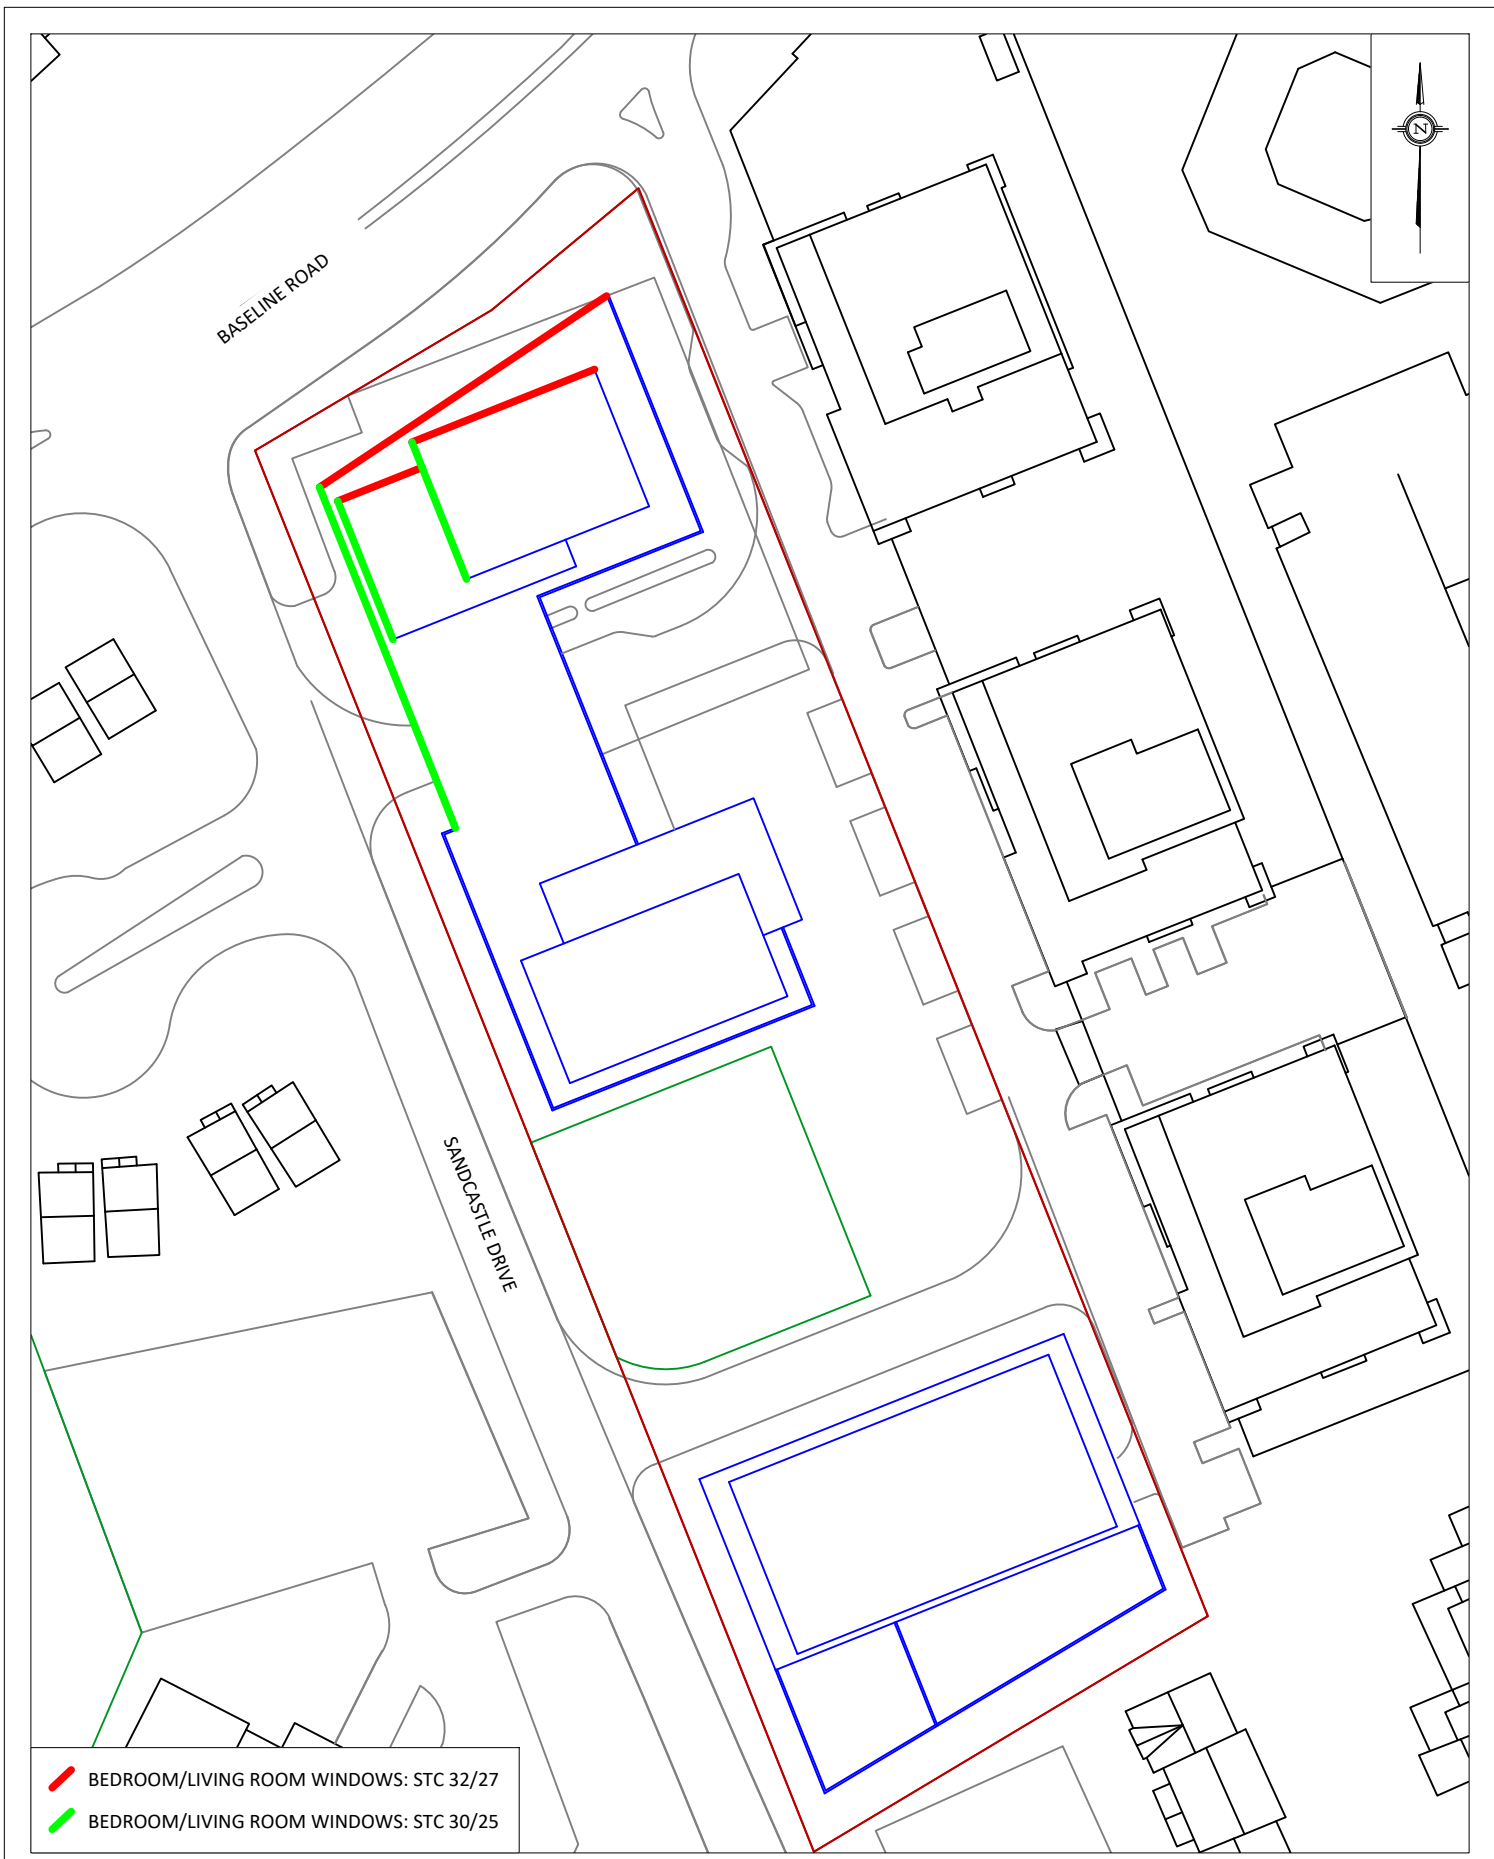 N
BASELINE ROAD
SANDCASTLE DRIVE
BEDROOM/LIVING ROOM WINDOWS: STC 32/27
BEDROOM/LIVING ROOM WINDOWS: STC 30/25